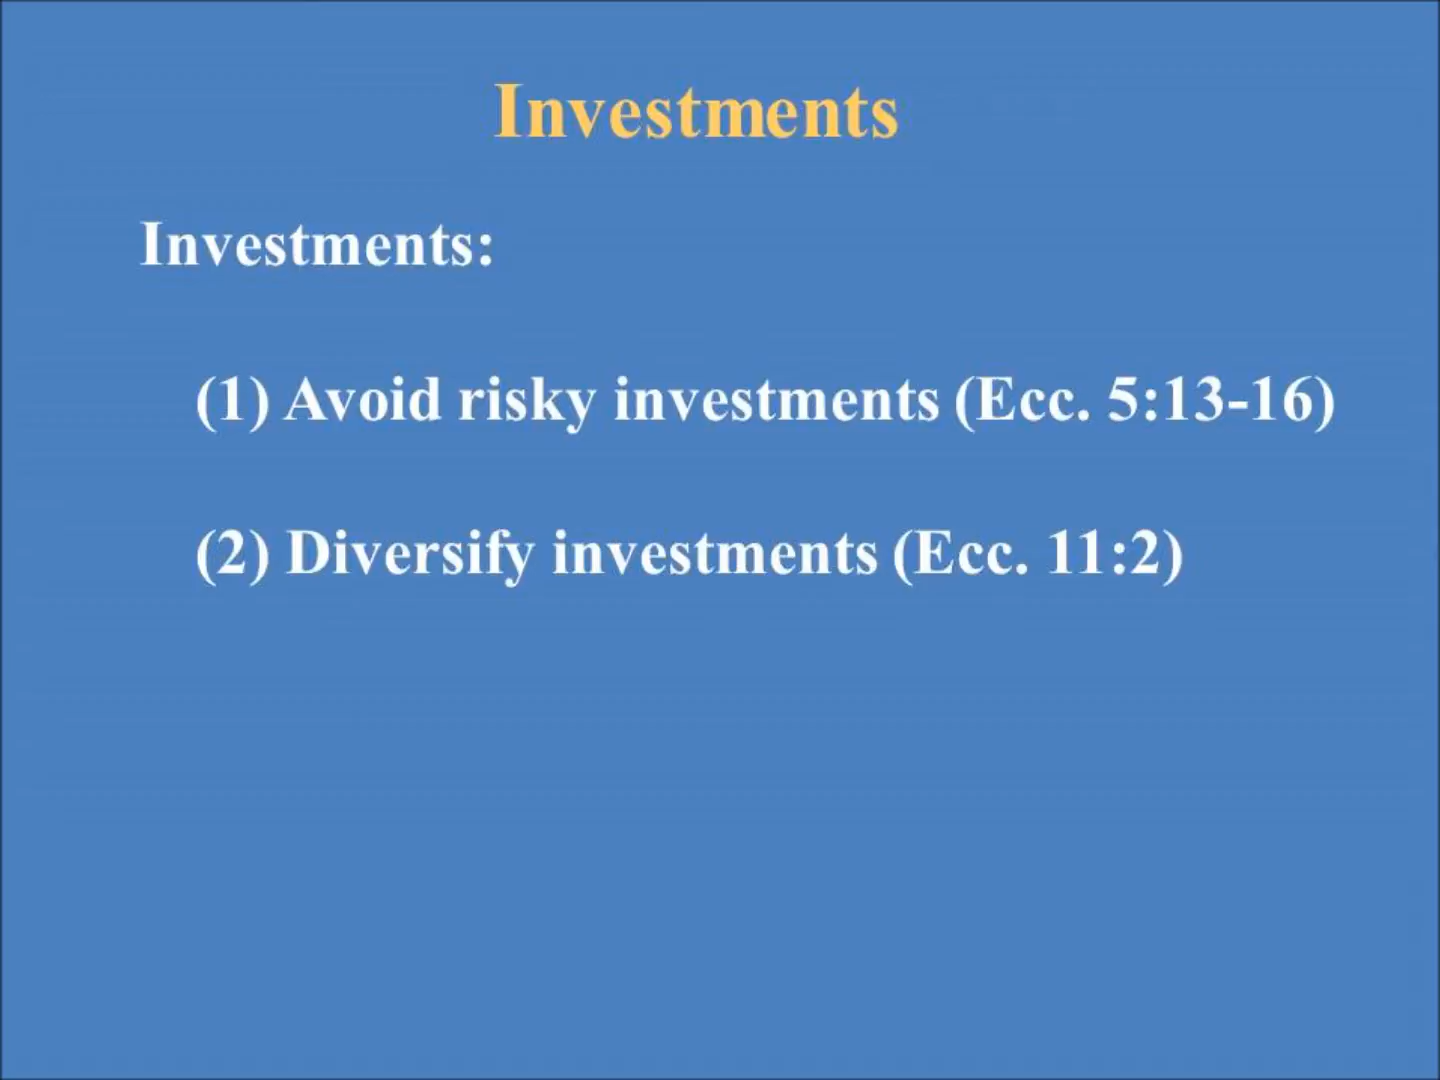 Investments
Investments:
(1) Avoid risky investments (Ecc. 5:13-16)
(2) Diversify investments (Ecc. 11:2)